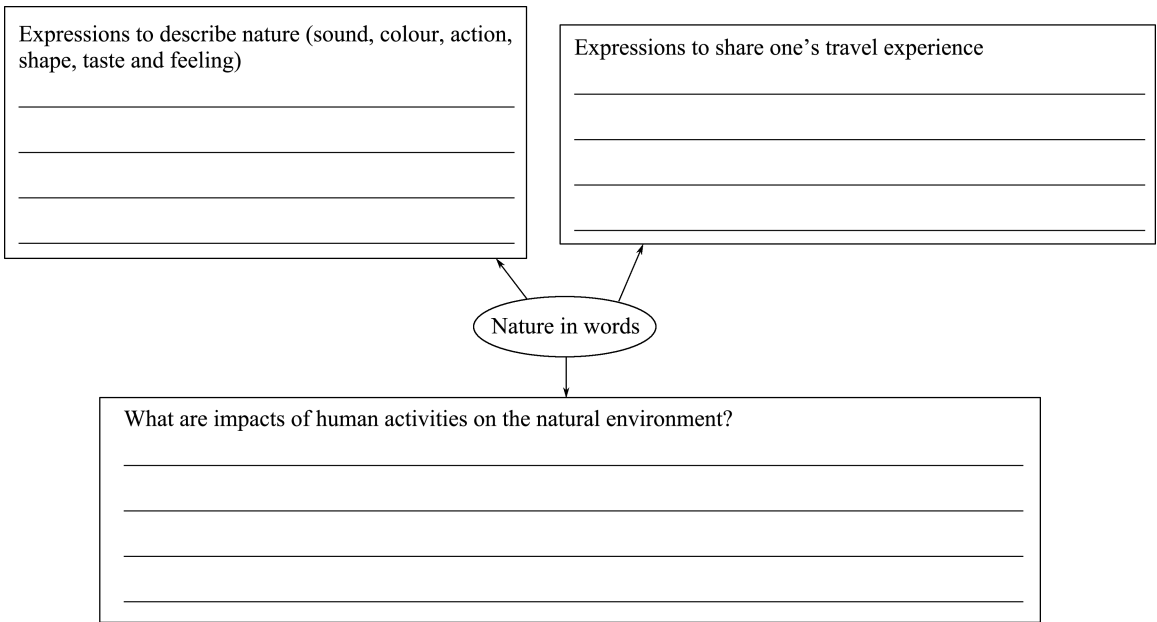 Expressions to describe nature (sound, colour, action,
shape, taste and feeling)
Expressions to share one’s travel experience
Nature in words
What are impacts of human activities on the natural environment?